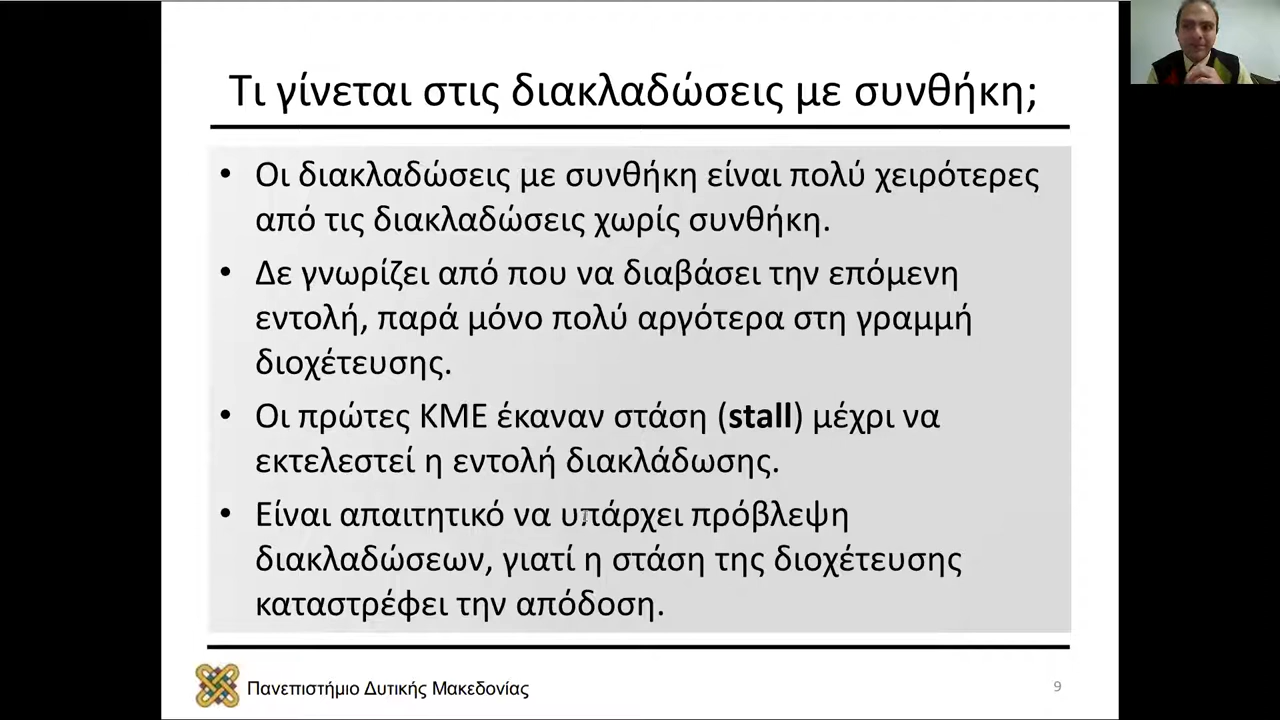 Τι γίνεται στις διακλαδώσεις με συνθήκη;
• Οι διακλαδώσεις με συνθήκη είναι πολύ χειρότερες
από τις διακλαδώσεις χωρίς συνθήκη.
• Δε γνωρίζει από που να διαβάσει την επόμενη
εντολή, παρά μόνο πολύ αργότερα στη γραμμή
διοχέτευσης.
• Οι πρώτες ΚΜΕ έκαναν στάση (stall) μέχρι να
εκτελεστεί η εντολή διακλάδωσης.
• Είναι απαιτητικό να υπάρχει πρόβλεψη
διακλαδώσεων, γιατί η στάση της διοχέτευσης
καταστρέφει την απόδοση.
Πανεπιστήμιο Δυτικής Μακεδονίας
9